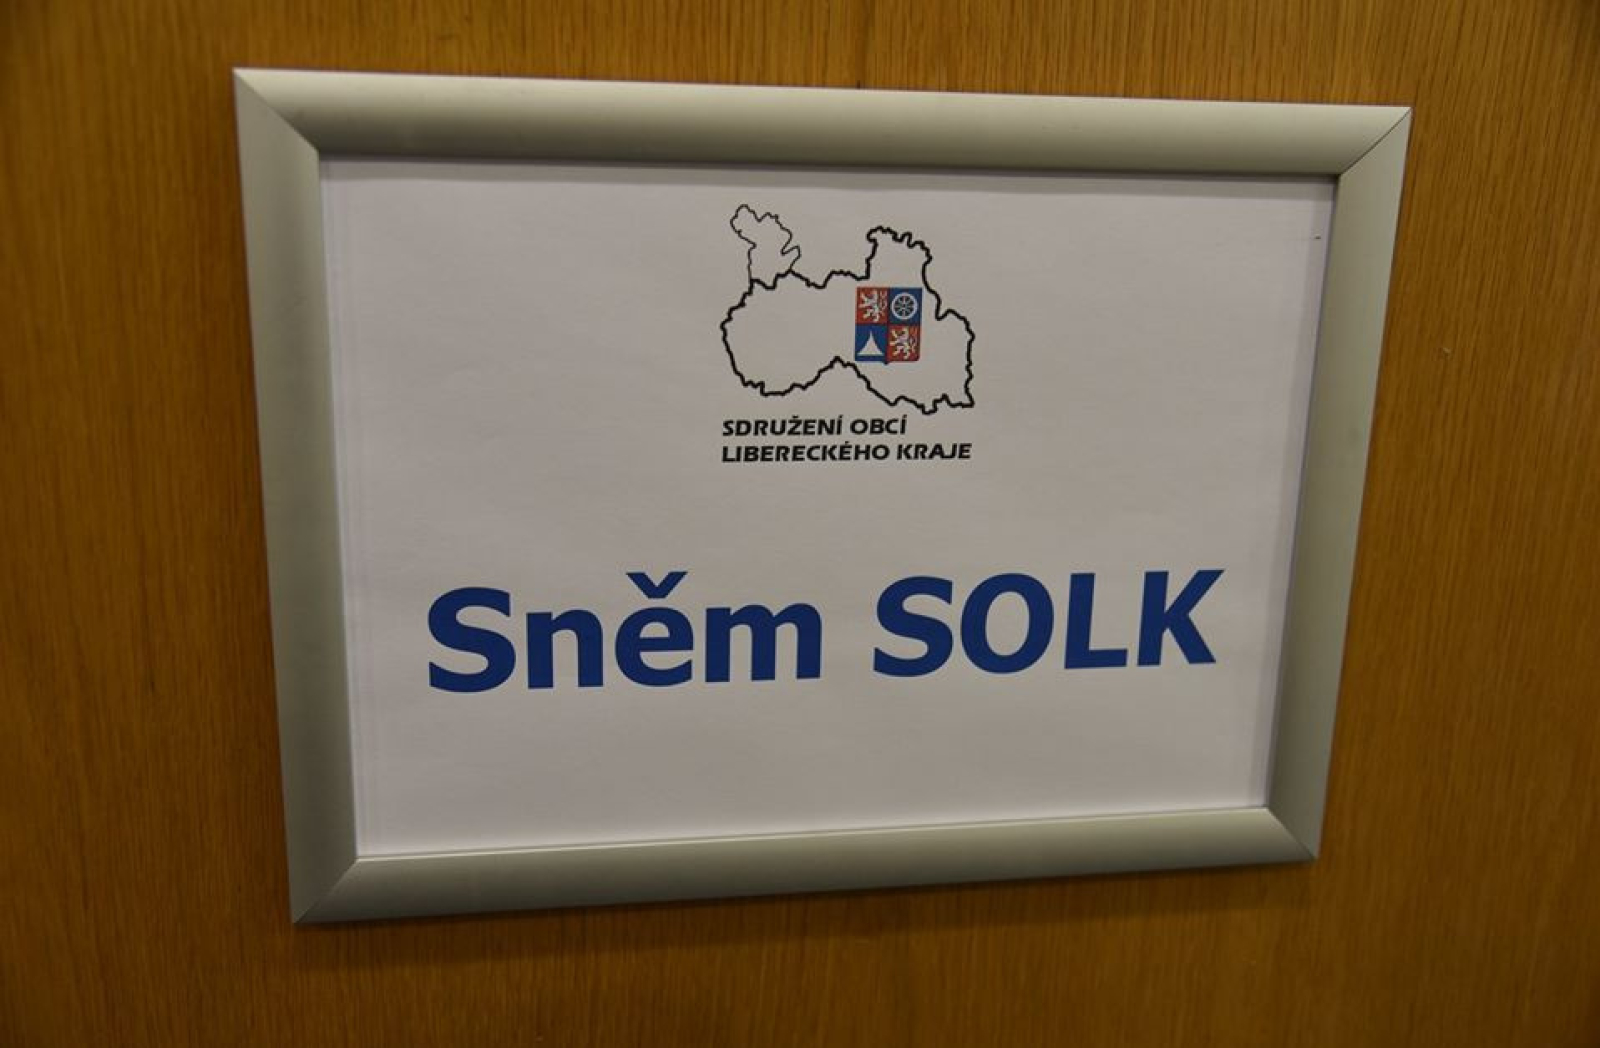 SDRUŽENÍ OBCÍ
LIBERECKÉHO KRAJE
Sněm SOLK